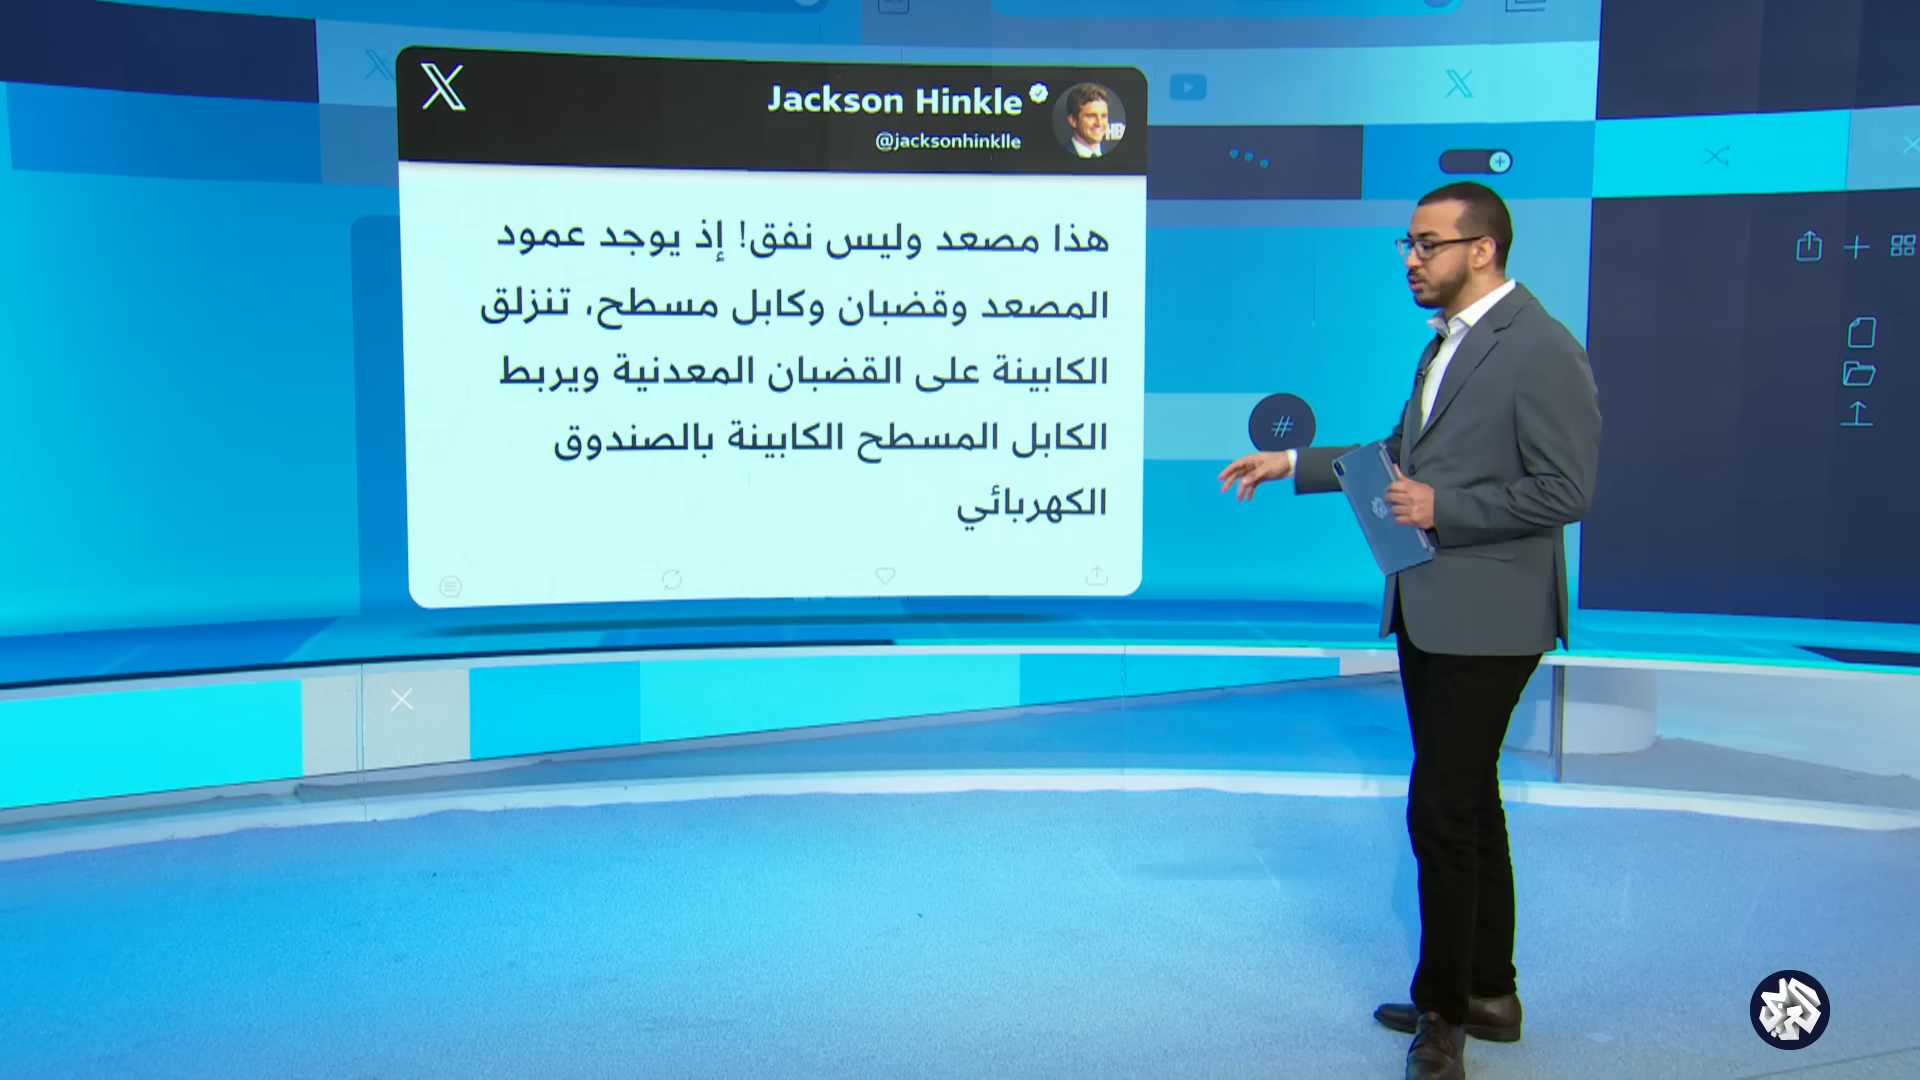 Jackson Hinkle
@jacksonhinklle
هذا مصعد وليس نفق! إذ يوجد عمود
المصعد وقضبان وكابل مسطح، تنزلق
الكابينة على القضبان المعدنية ويربط
الكابل المسطح الكابينة بالصندوق
الكهربائي
#